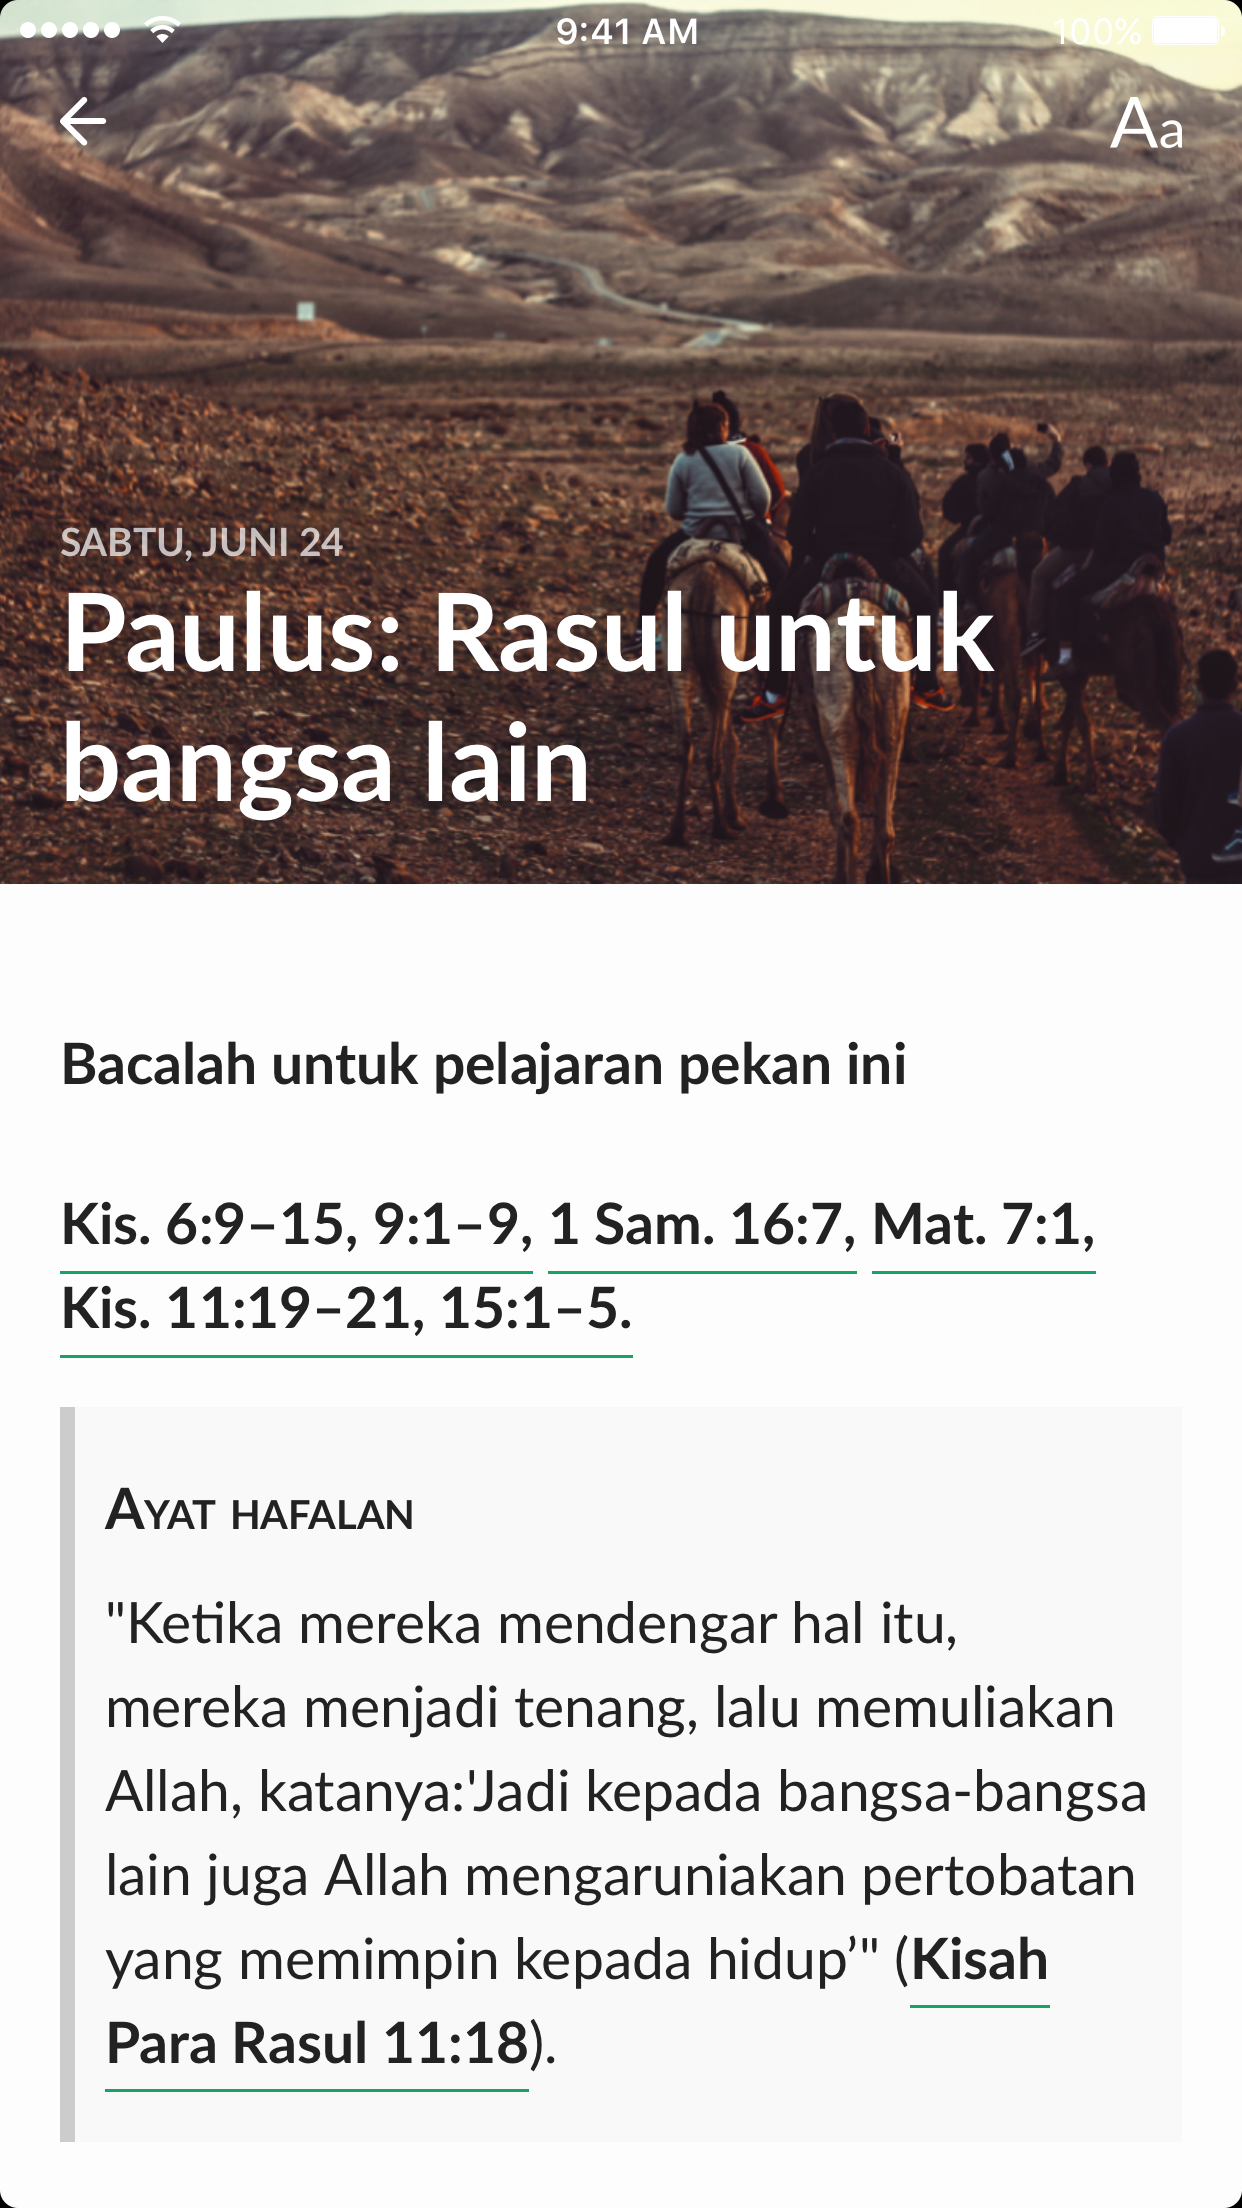 9:41 AM
100%
Aa
SABTU, JUNI 24
Paulus: Rasul untuk
bangsa lain
Bacalah untuk pelajaran pekan ini
Kis. 6:9–15, 9:1–9, 1 Sam. 16:7, Mat. 7:1,
Kis. 11:19–21, 15:1–5.
Ayat hafalan
"Ketika mereka mendengar hal itu,
mereka menjadi tenang, lalu memuliakan
Allah, katanya:'Jadi kepada bangsa-bangsa
lain juga Allah mengaruniakan pertobatan
yang memimpin kepada hidup’" (Kisah
Para Rasul 11:18).